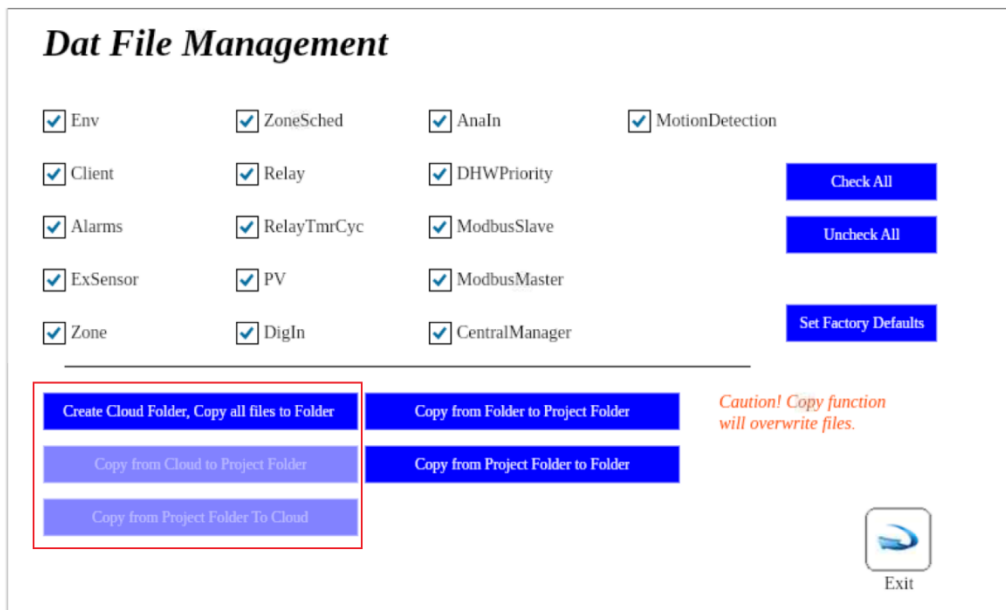 Dat File Management
Env
ZoneSched
AnaIn
MotionDetection
Client
Relay
DHWPriority
Check All
Alarms
RelayTmrCyc
ModbusSlave
Uncheck All
ExSensor
PV
ModbusMaster
Zone
DigIn
CentralManager
Set Factory Defaults
Create Cloud Folder, Copy all files to Folder
Copy from Folder to Project Folder
Caution! Copy function
will overwrite files.
Copy from Cloud to Project Folder
Copy from Project Folder to Folder
Copy from Project Folder To Cloud
Exit